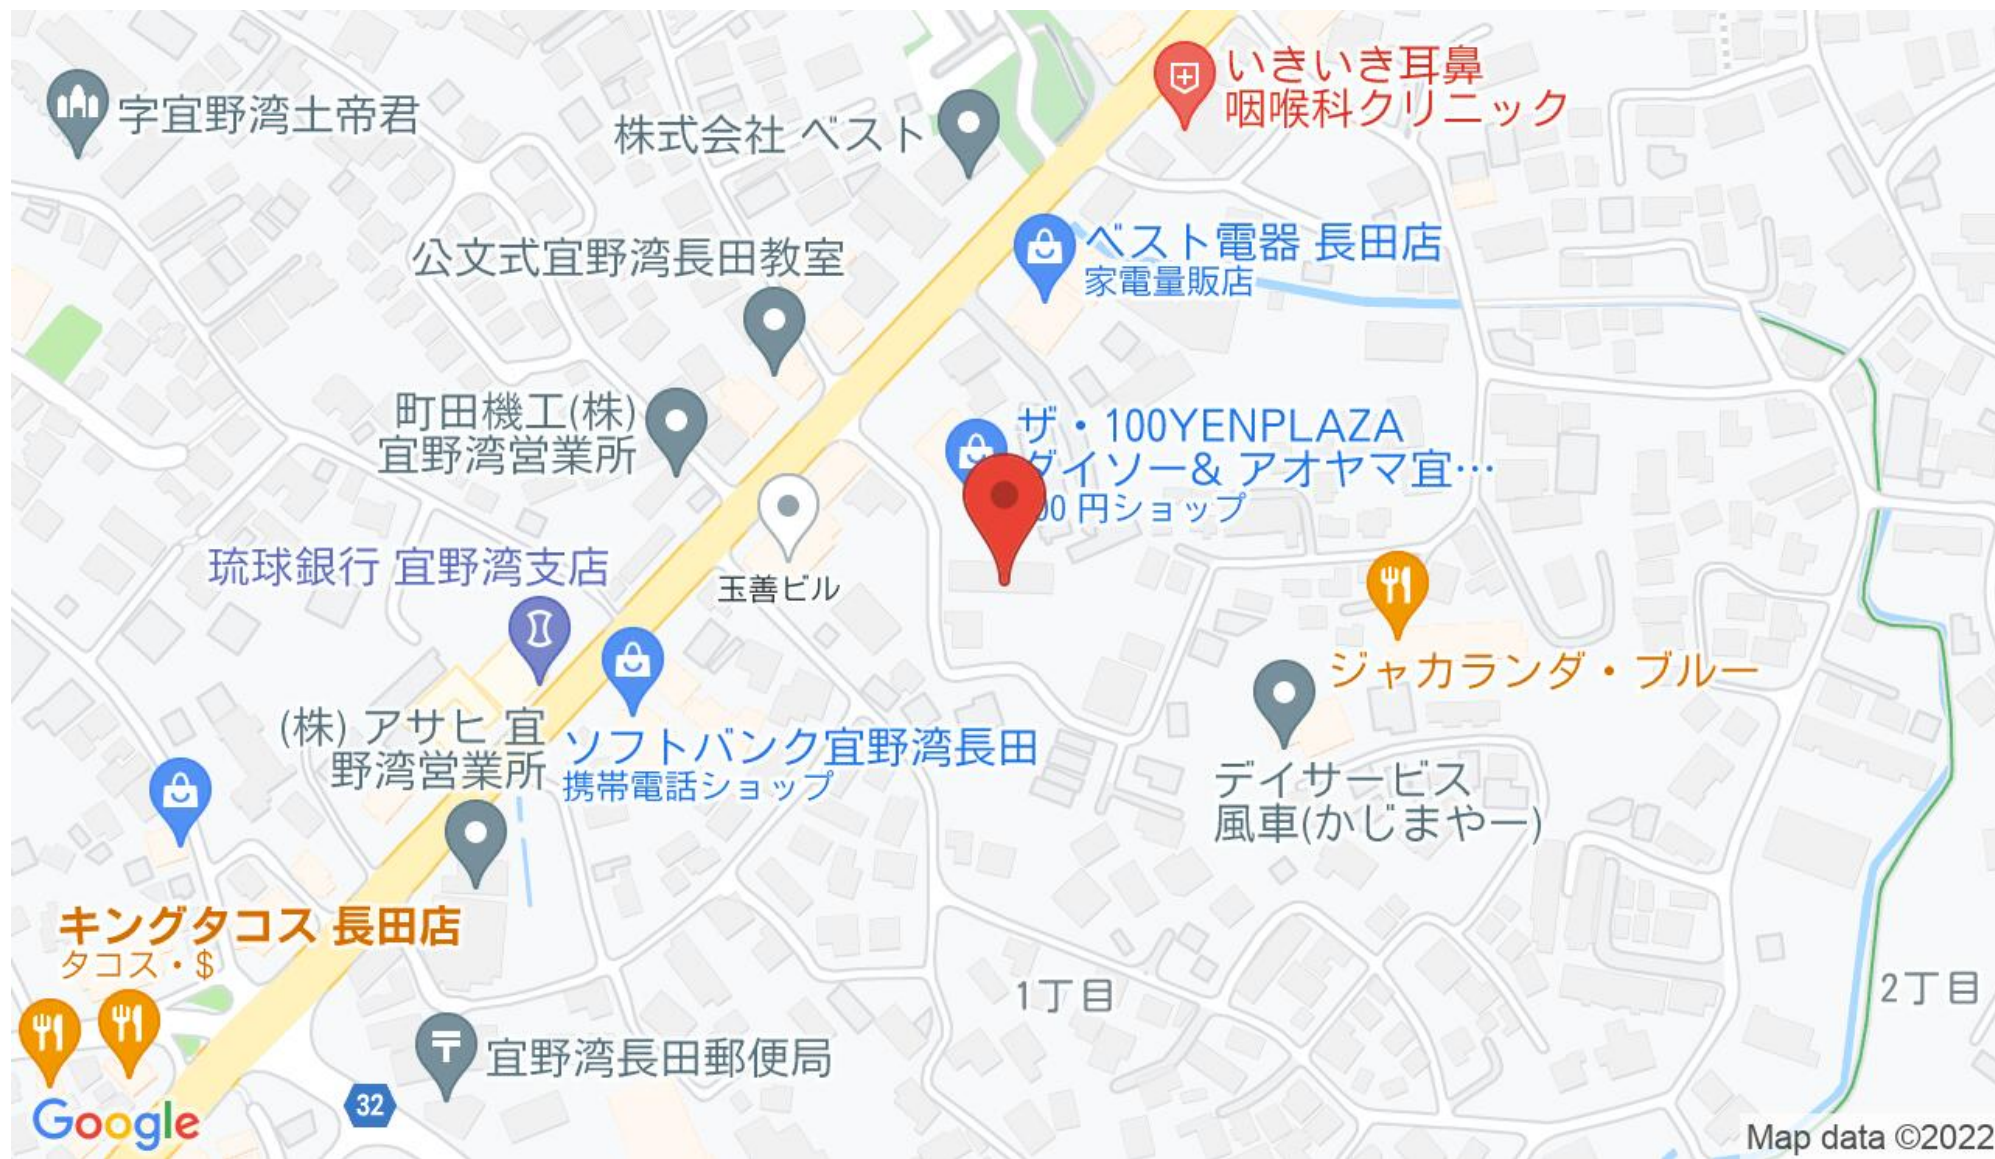 いきいき耳鼻
咽喉科クリニック
字宜野湾土帝君
株式会社 ベスト
公文式宜野湾長田教室
ベスト電器 長田店
家電量販店
町田機工(株)
宜野湾営業所
ザ・100YENPLAZA
ダイソー& アオヤマ宜…
00 円ショップ
琉球銀行 宜野湾支店
玉善ビル
ジャカランダ・ブルー
(株) アサヒ 宜
野湾営業所
ソフトバンク宜野湾長田
携帯電話ショップ
デイサービス
風車(かじまやー)
キングタコス 長田店
タコス・$
1丁目
2丁目
宜野湾長田郵便局
32
Google
Map data ©2022